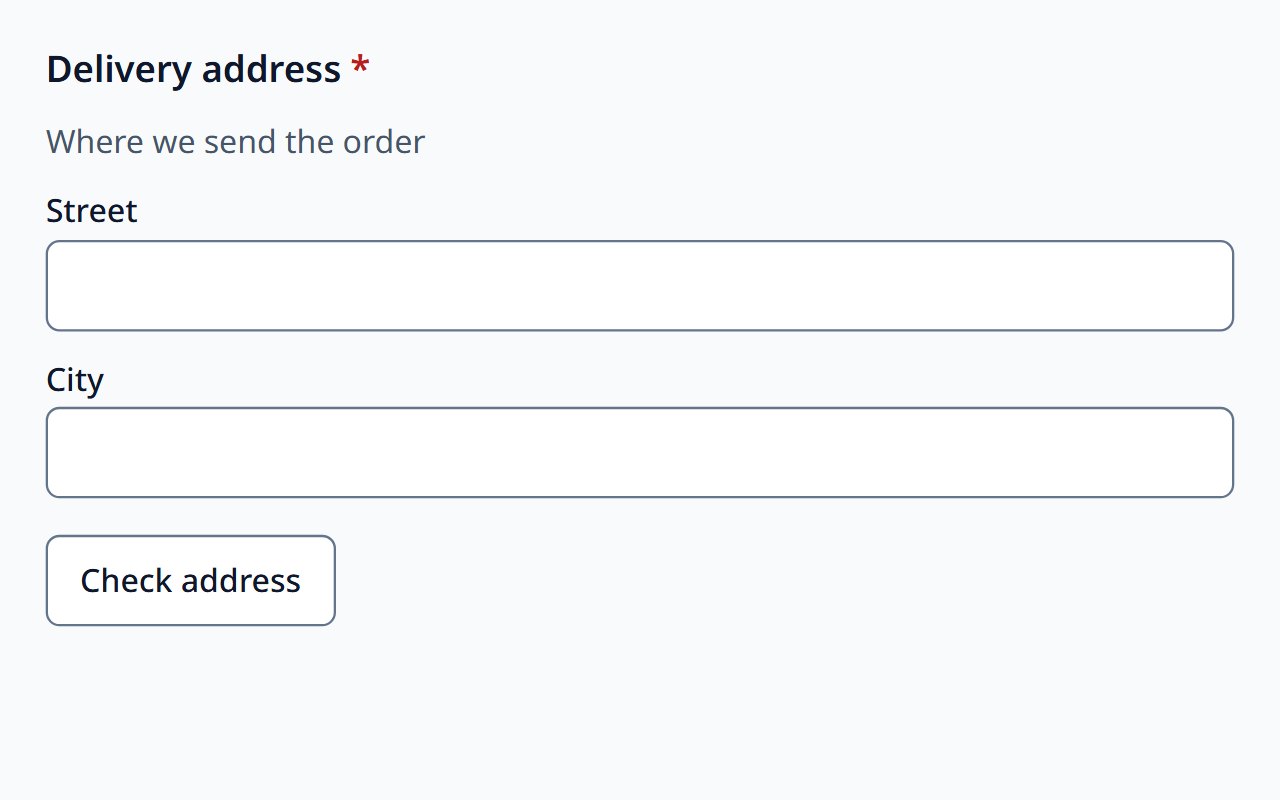 Delivery address *
Where we send the order
Street
City
Check address